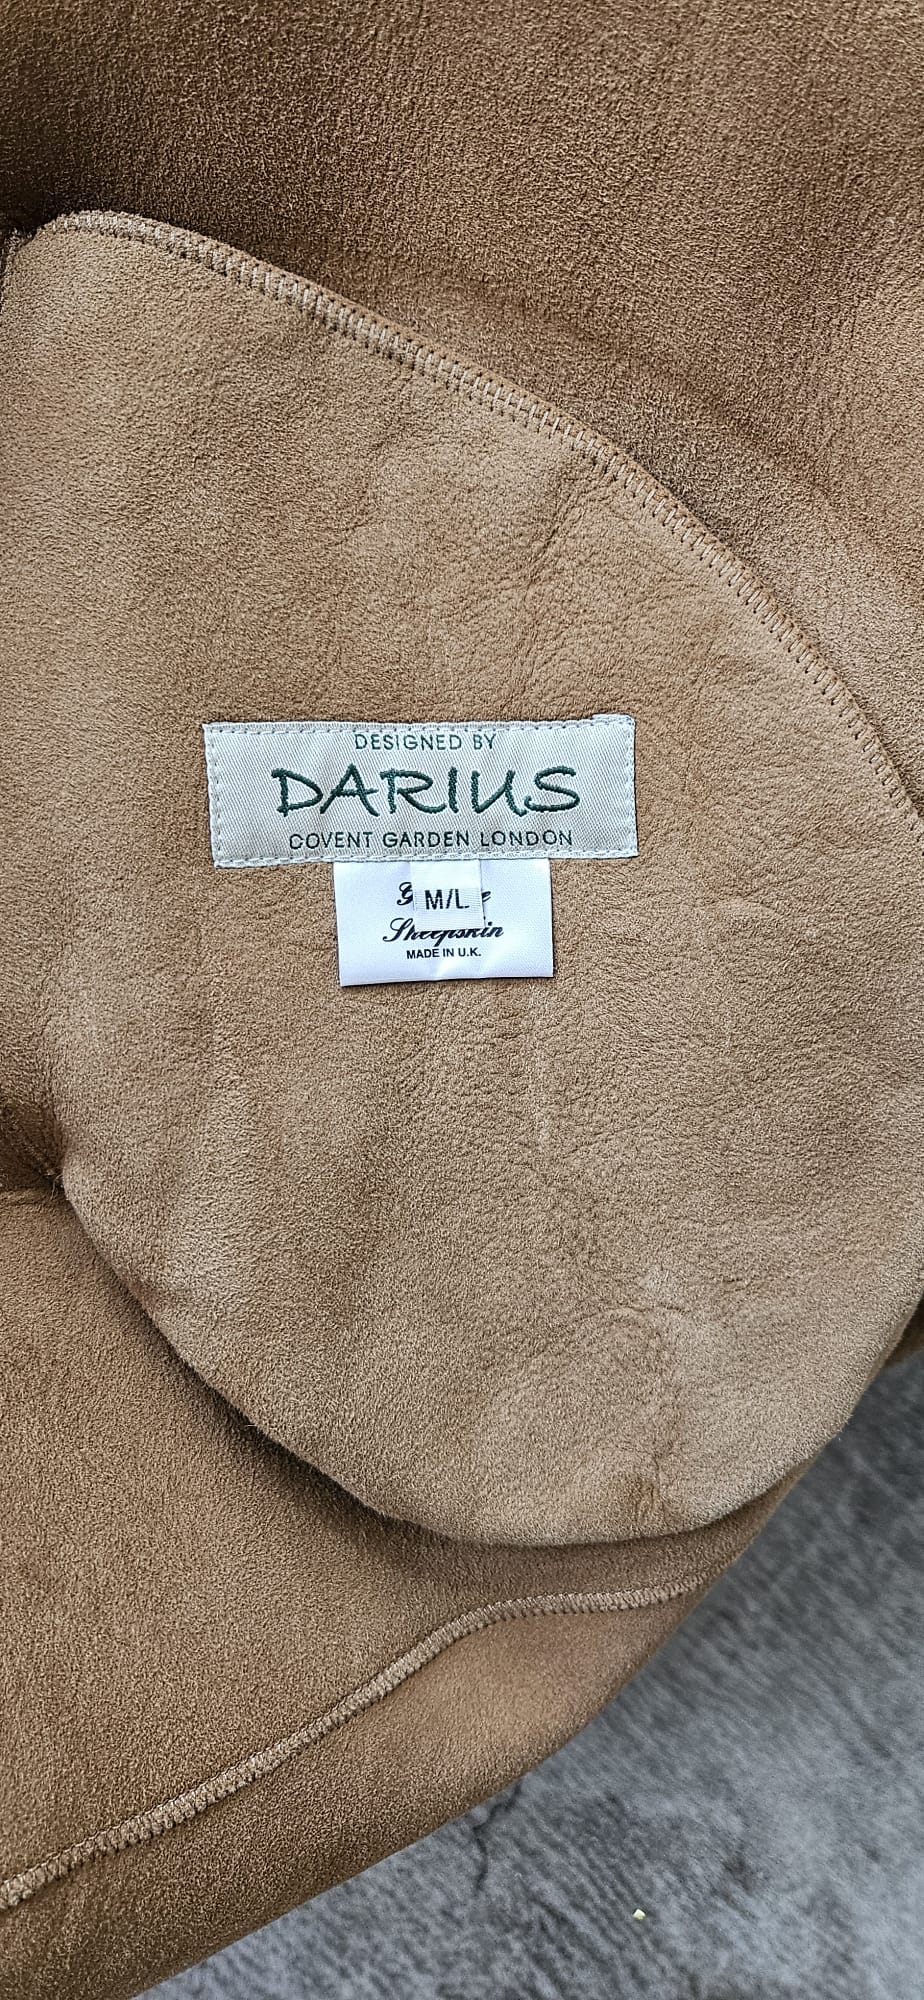 DESIGNED BY
DARIUS
COVENT GARDEN LONDON
M/L
Sheepskin
MADE IN U.K.